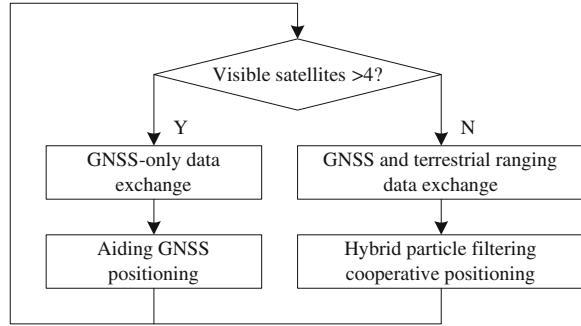 Visible satellites >4?
Y
N
GNSS-only data
exchange
GNSS and terrestrial ranging
data exchange
Aiding GNSS
positioning
Hybrid particle filtering
cooperative positioning